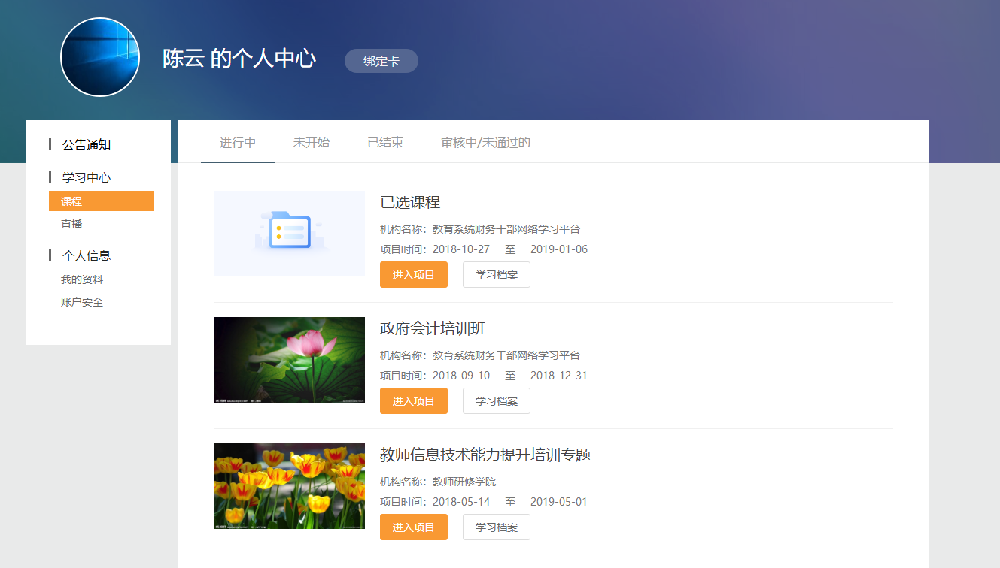 陈云 的个人中心
绑定卡
公告通知
学习中心
课程
直播
个人信息
我的资料
账户安全
进行中
未开始
已结束
审核中/未通过的
已选课程
机构名称：教育系统财务干部网络学习平台
项目时间：2018-10-27 至 2019-01-06
进入项目
学习档案
政府会计培训班
机构名称：教育系统财务干部网络学习平台
项目时间：2018-09-10 至 2018-12-31
进入项目
学习档案
教师信息技术能力提升培训专题
机构名称：教师研修学院
项目时间：2018-05-14 至 2019-05-01
进入项目
学习档案